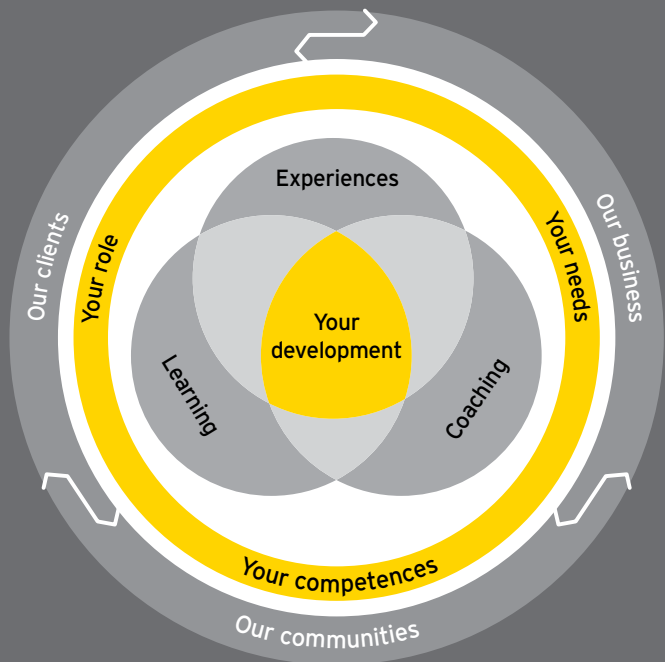 Experiences
Our clients
Your role
Your needs
Our business
Your
development
Learning
Coaching
Your competences
Our communities